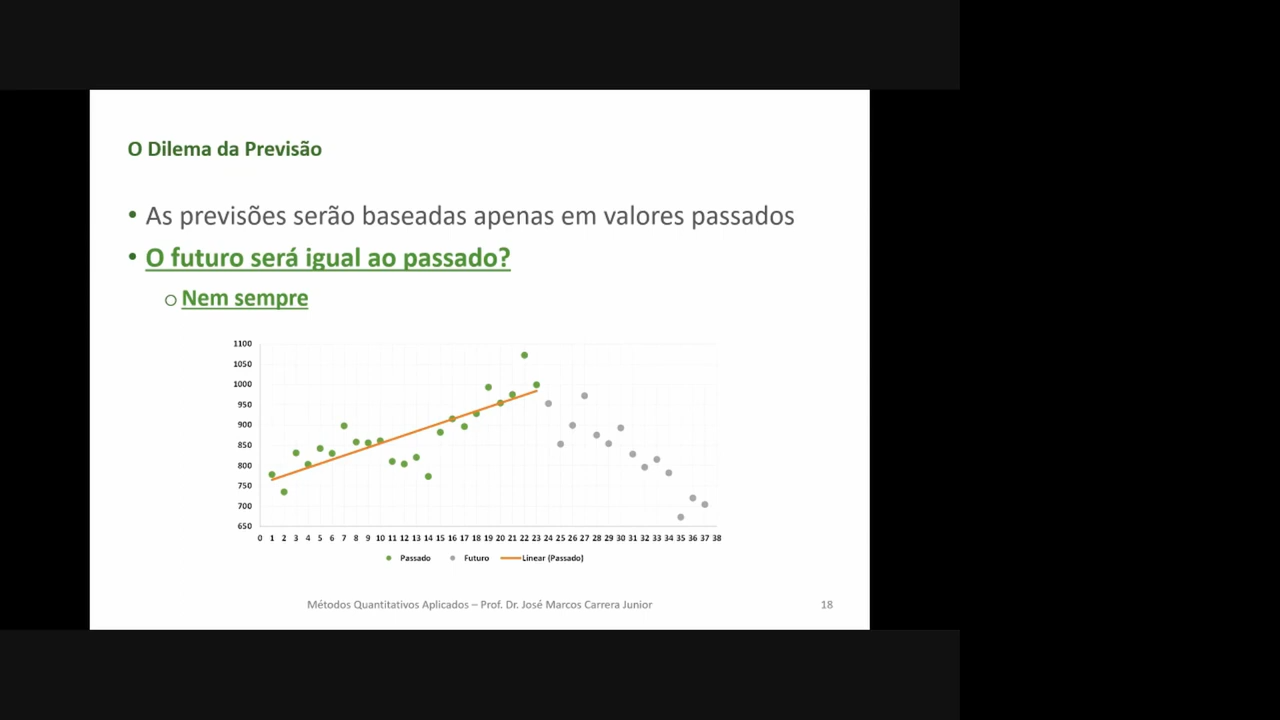 O Dilema da Previsão
• As previsões serão baseadas apenas em valores passados
• O futuro será igual ao passado?
o Nem sempre
1100
1050
1000
950
900
850
800
750
700
650
0 1 2 3 4 5 6 7 8 9 10 11 12 13 14 15 16 17 18 19 20 21 22 23 24 25 26 27 28 29 30 31 32 33 34 35 36 37 38
Passado Futuro Linear (Passado)
Métodos Quantitativos Aplicados – Prof. Dr. José Marcos Carrera Junior 18